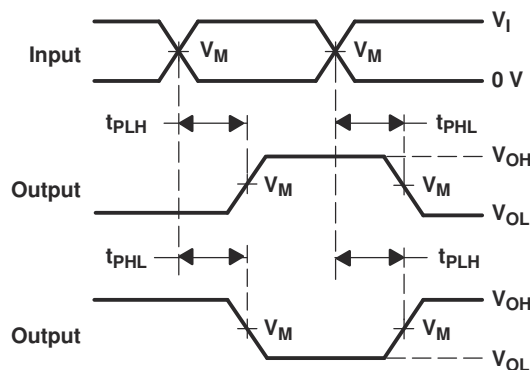 V_I
Input V_M V_M
0 V
t_PLH t_PHL
V_OH
Output V_M V_M
V_OL
t_PHL t_PLH
V_OH
Output V_M V_M
V_OL